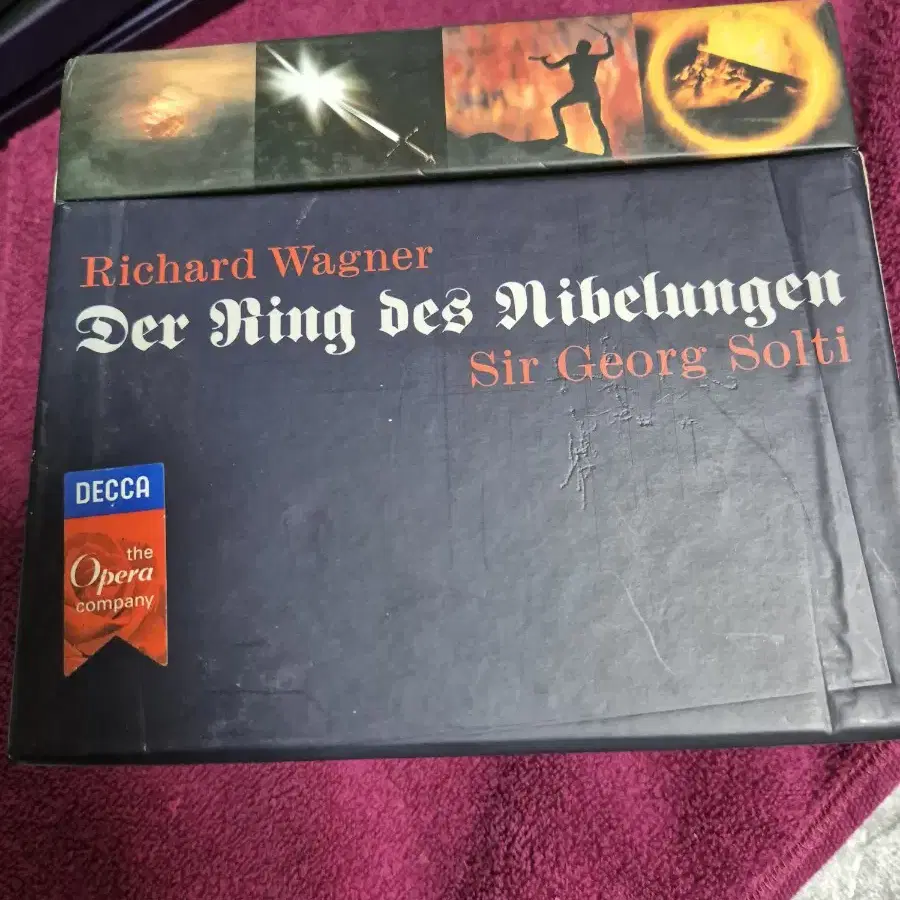 Richard Wagner
Der Ring des Nibelungen
Sir Georg Solti
DECCA
the
Opera
company